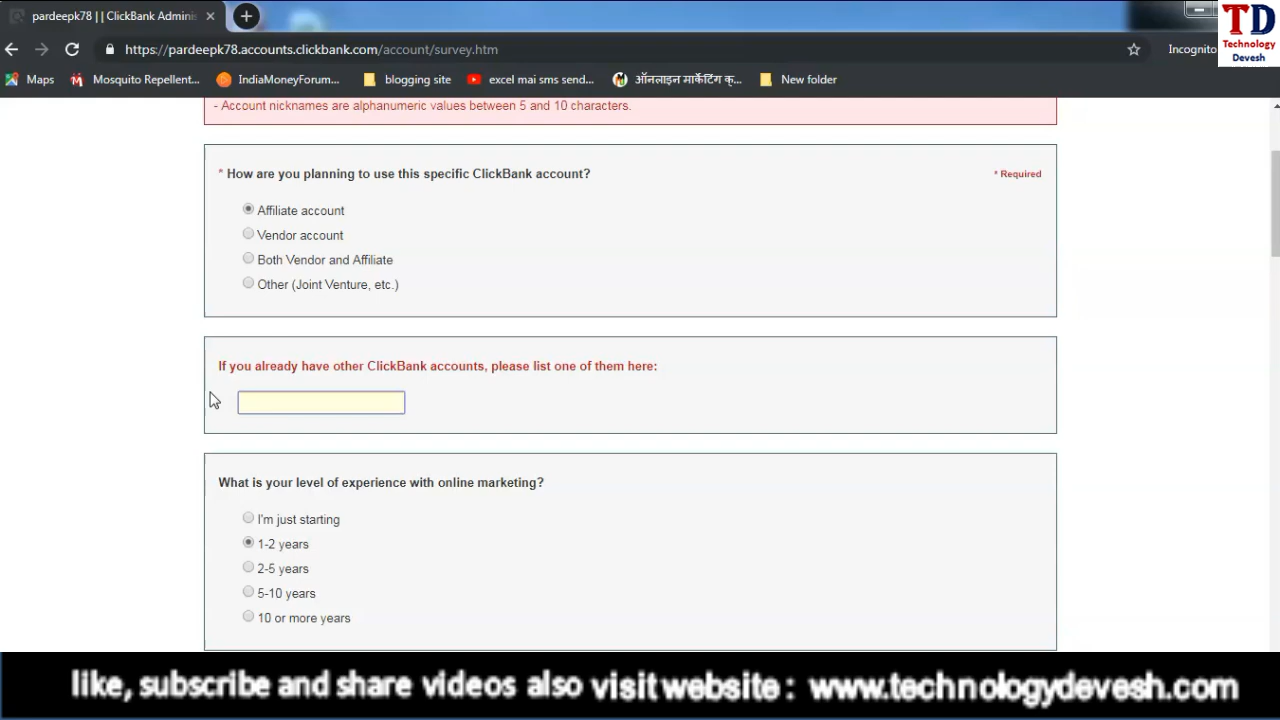 pardeepk78 | | ClickBank Adminis
TD
Technology
Devesh
https://pardeepk78.accounts.clickbank.com/account/survey.htm
Incognito
Maps
Mosquito Repellent...
IndiaMoneyForum...
blogging site
excel mai sms send...
ऑनलाइन मार्केटिंग क्...
New folder
- Account nicknames are alphanumeric values between 5 and 10 characters.
* How are you planning to use this specific ClickBank account?
* Required
Affiliate account
Vendor account
Both Vendor and Affiliate
Other (Joint Venture, etc.)
If you already have other ClickBank accounts, please list one of them here:
What is your level of experience with online marketing?
I'm just starting
1-2 years
2-5 years
5-10 years
10 or more years
like, subscribe and share videos also visit website : www.technologydevesh.com